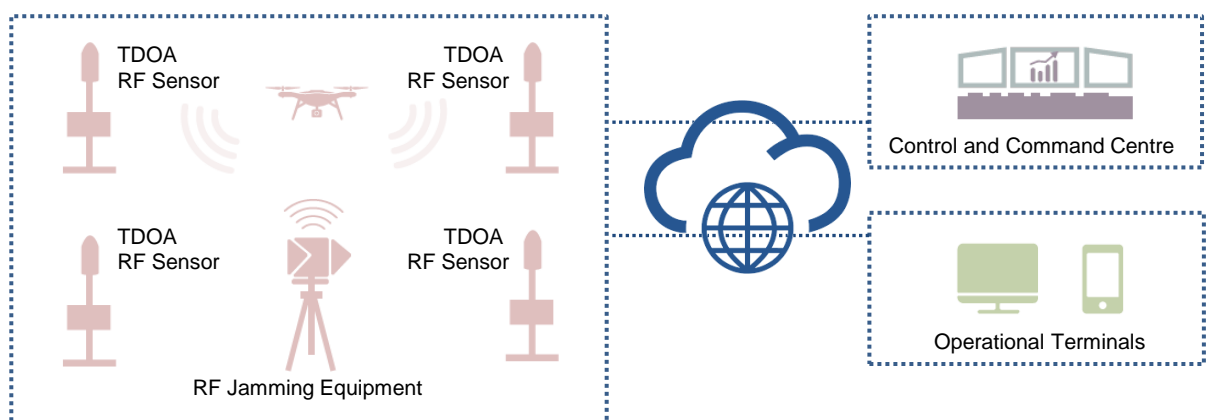 TDOA
RF Sensor
TDOA
RF Sensor
Control and Command Centre
TDOA
RF Sensor
TDOA
RF Sensor
Operational Terminals
RF Jamming Equipment